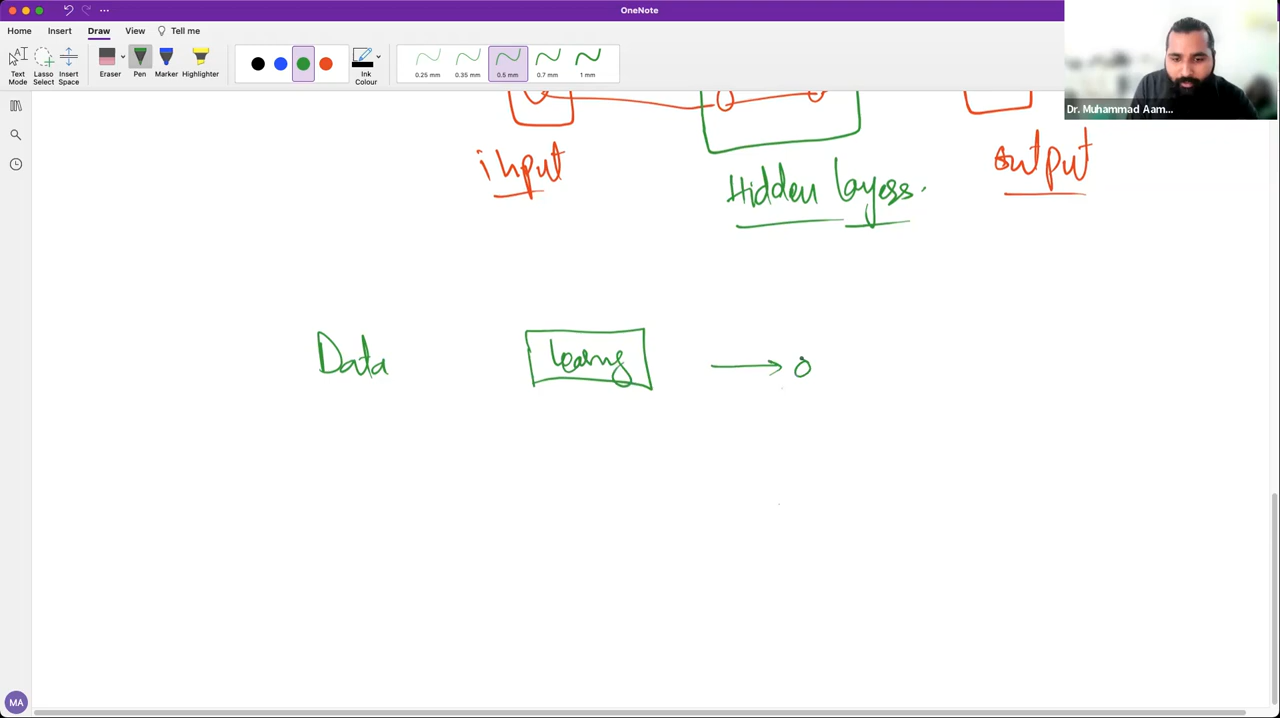 OneNote
Home Insert Draw View Tell me
Text Mode
Lasso Select
Insert Space
Eraser
Pen
Marker
Highlighter
Ink Colour
0.25 mm
0.35 mm
0.5 mm
0.7 mm
1 mm
Dr. Muhammad Aam...
input
Hidden layers.
output
Data
o
MA